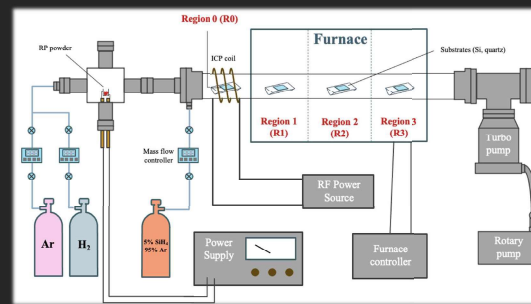 Region 0 (R0)
Furnace
RP powder
ICP coil
Substrates (Si, quartz)
Region 1
(R1)
Region 2
(R2)
Region 3
(R3)
Mass flow
controller
Turbo
pump
RF Power
Source
Ar
H₂
5% SiH₄
95% Ar
Power
Supply
Furnace
controller
Rotary
pump